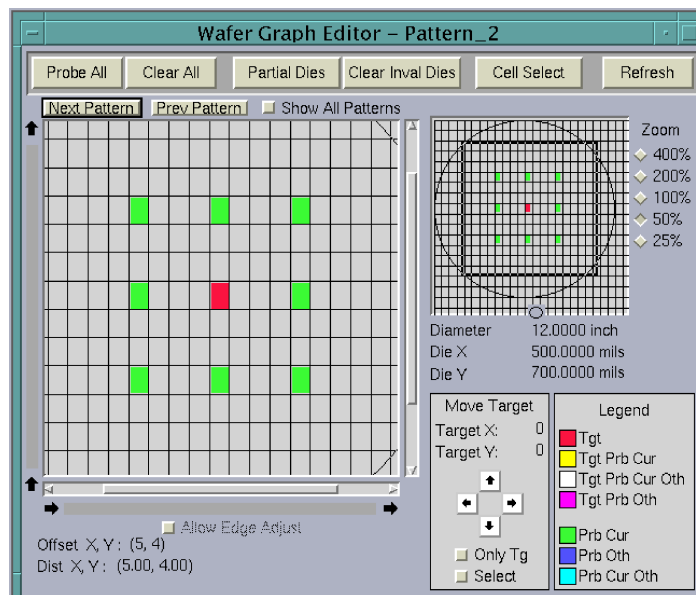 Wafer Graph Editor – Pattern_2
Probe All Clear All Partial Dies Clear Inval Dies Cell Select Refresh
Next Pattern Prev Pattern Show All Patterns
Zoom
400%
200%
100%
50%
25%
Diameter 12.0000 inch
Die X 500.0000 mils
Die Y 700.0000 mils
Move Target
Target X: 0
Target Y: 0
Only Tg
Select
Legend
Tgt
Tgt Prb Cur
Tgt Prb Cur Oth
Tgt Prb Oth
Prb Cur
Prb Oth
Prb Cur Oth
Allow Edge Adjust
Offset X, Y : (5, 4)
Dist X, Y : (5.00, 4.00)